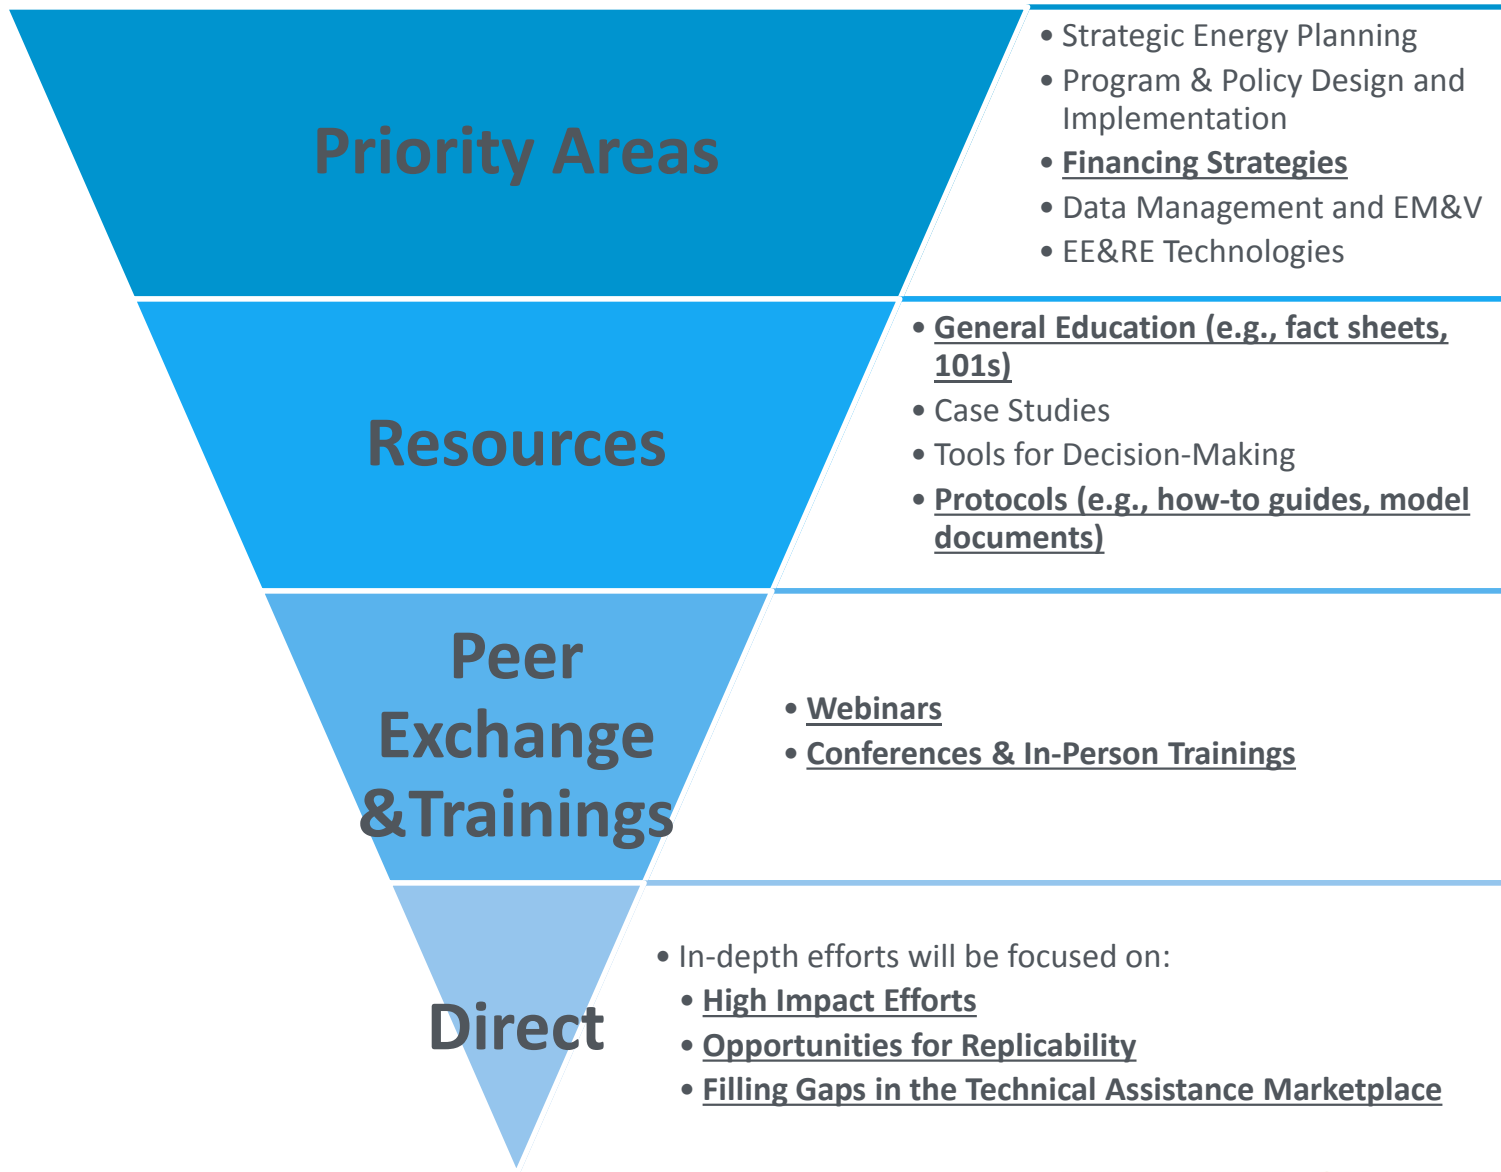 Priority Areas
• Strategic Energy Planning
• Program & Policy Design and
Implementation
• Financing Strategies
• Data Management and EM&V
• EE&RE Technologies
Resources
• General Education (e.g., fact sheets,
101s)
• Case Studies
• Tools for Decision-Making
• Protocols (e.g., how-to guides, model
documents)
Peer
Exchange
&Trainings
• Webinars
• Conferences & In-Person Trainings
Direct
• In-depth efforts will be focused on:
• High Impact Efforts
• Opportunities for Replicability
• Filling Gaps in the Technical Assistance Marketplace